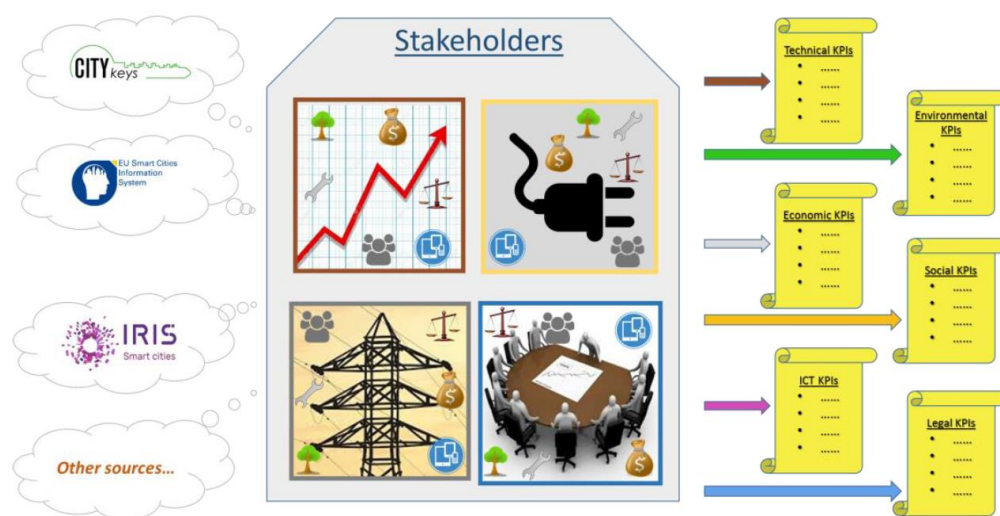 CITY
keys
EU Smart Cities
Information
System
IRIS
Smart cities
Other sources...
Stakeholders
$
$
$
$
Technical KPIs
• ......
• ......
• ......
• ......
Environmental
KPIs
• ......
• ......
• ......
• ......
Economic KPIs
• ......
• ......
• ......
• ......
Social KPIs
• ......
• ......
• ......
• ......
ICT KPIs
• ......
• ......
• ......
• ......
Legal KPIs
• ......
• ......
• ......
• ......